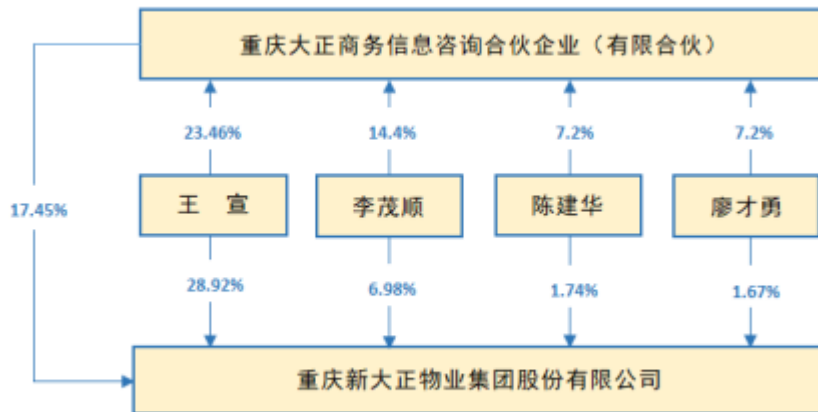 重庆大正商务信息咨询合伙企业（有限合伙）
23.46% 14.4% 7.2% 7.2%
17.45%
王 宣 李茂顺 陈建华 廖才勇
28.92% 6.98% 1.74% 1.67%
重庆新大正物业集团股份有限公司